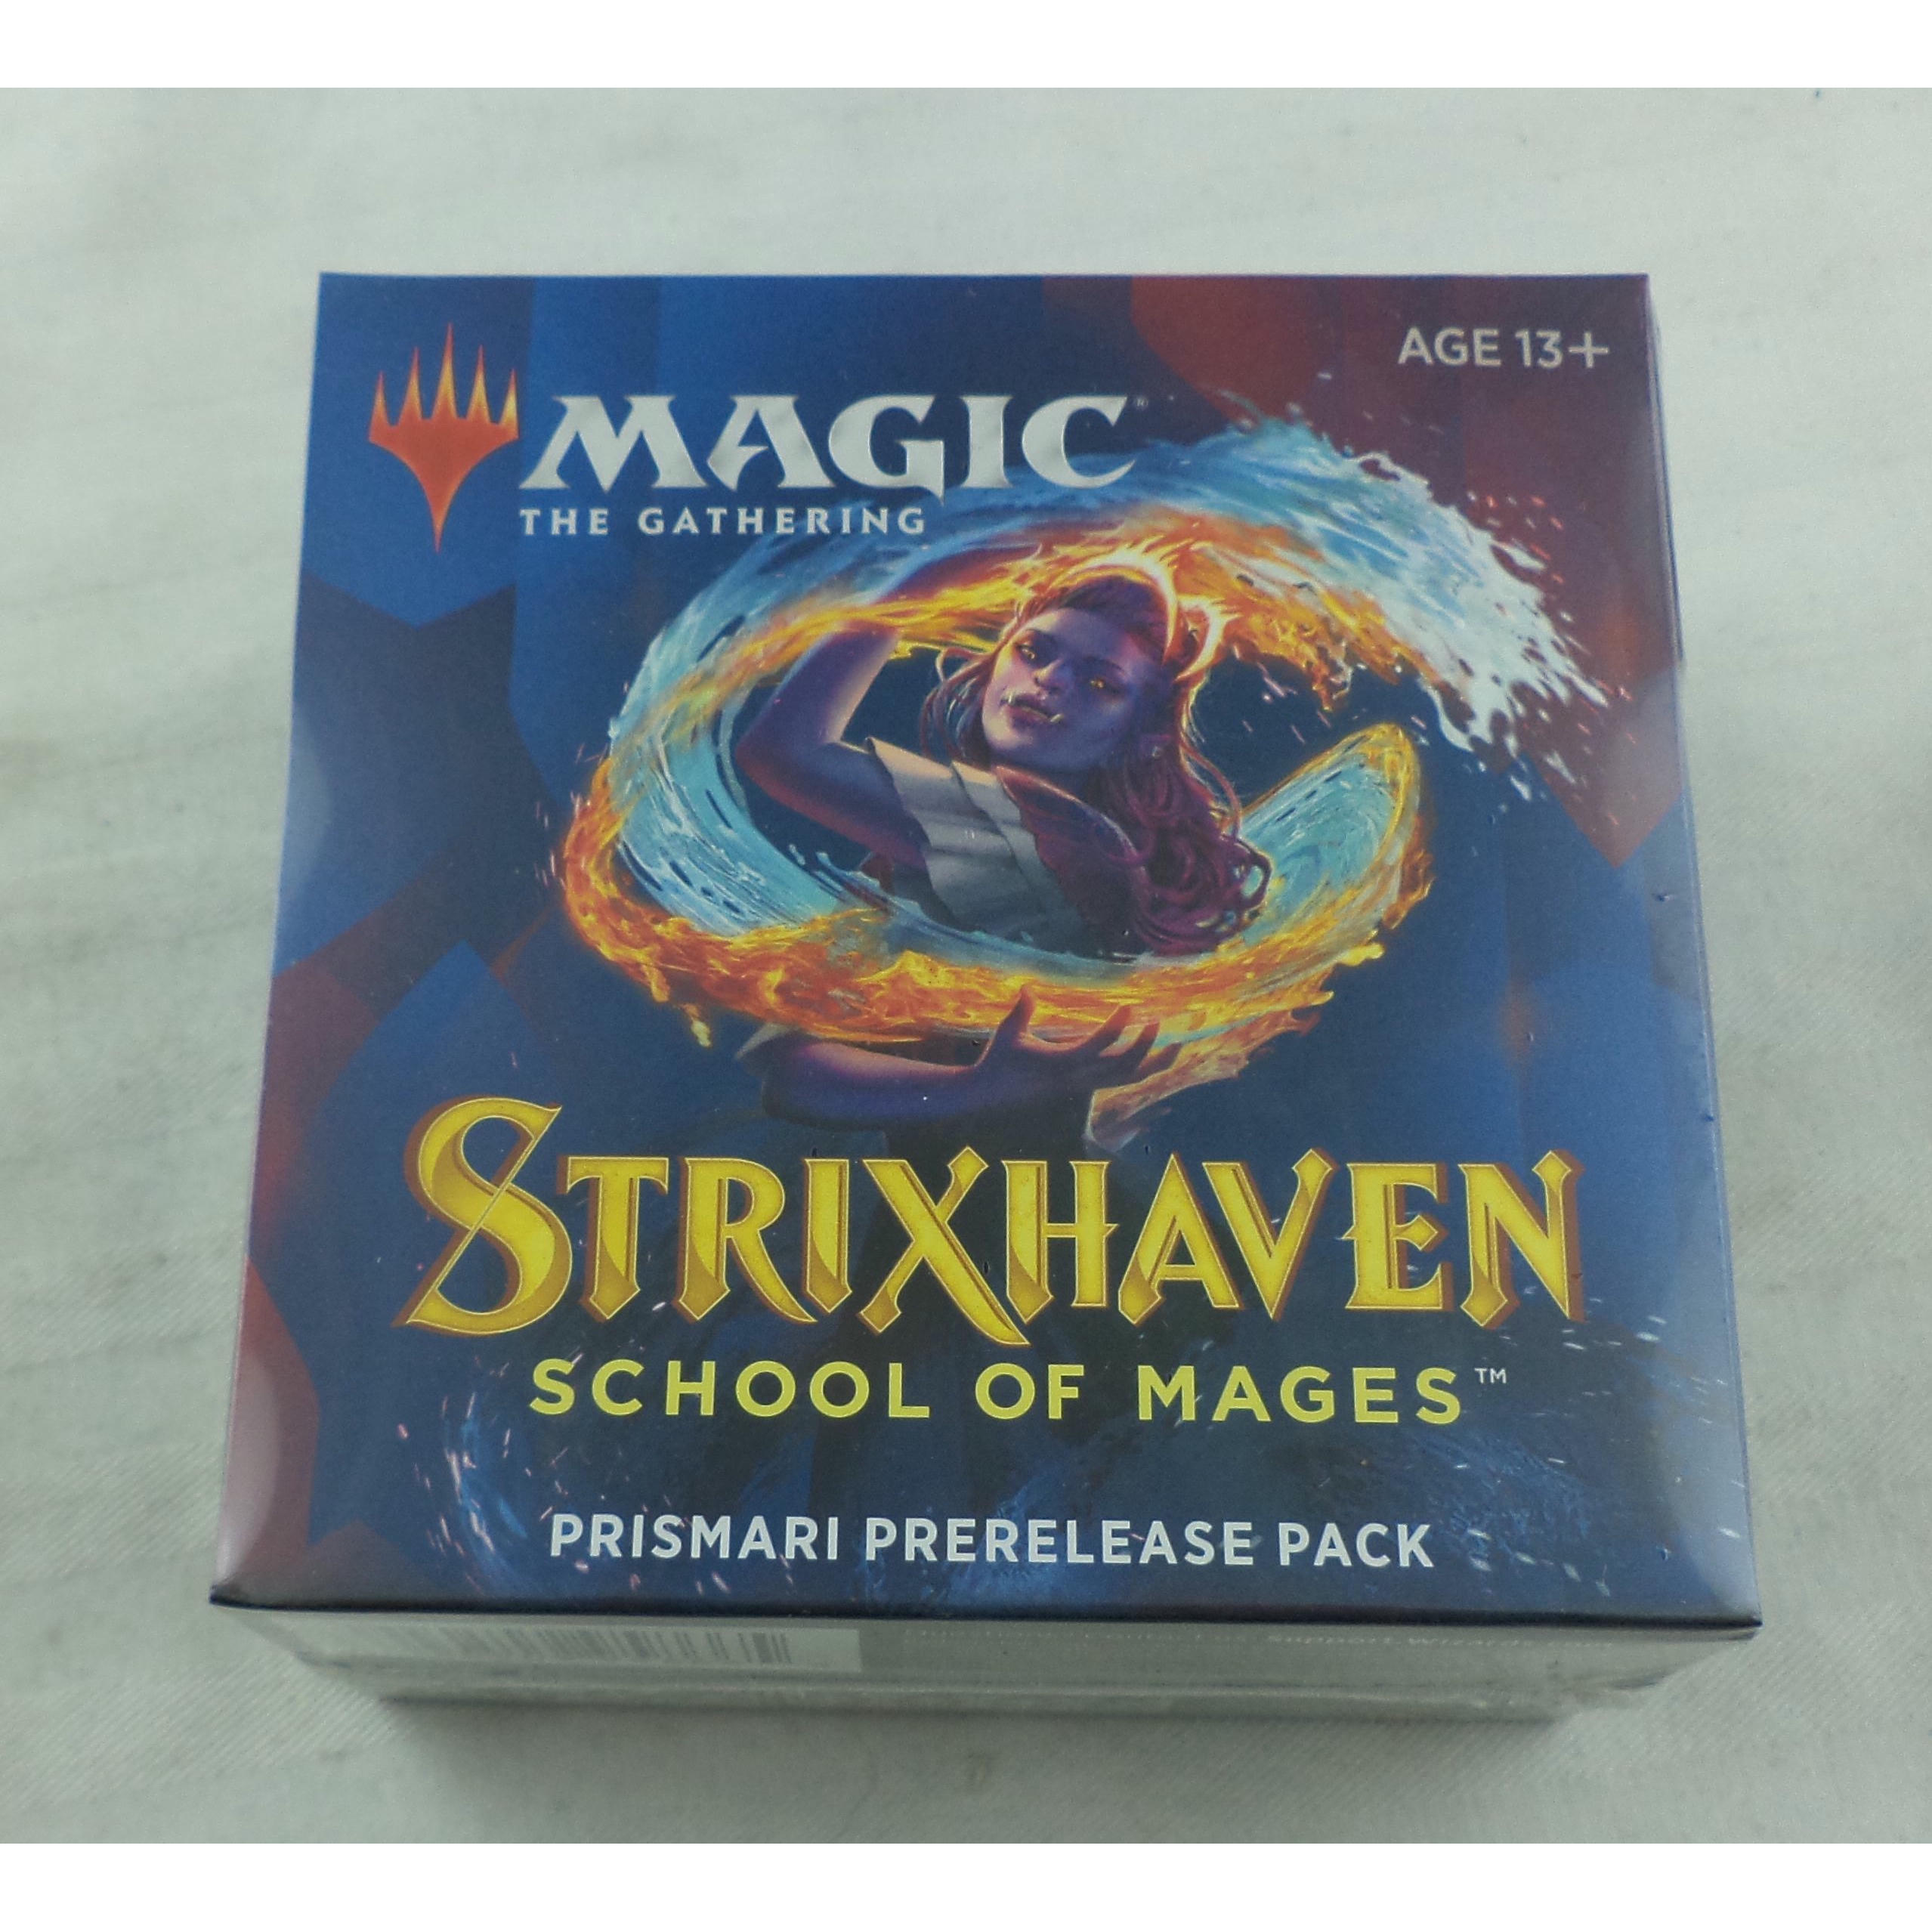 AGE 13+
MAGIC®
THE GATHERING
STRIXHAVEN
SCHOOL OF MAGES™
PRISMARI PRERELEASE PACK